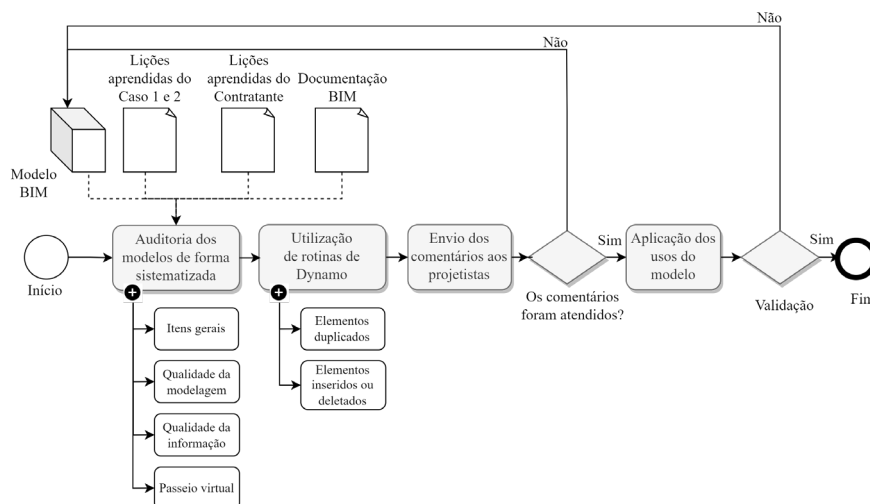 Não
Não
Lições
aprendidas do
Caso 1 e 2
Lições
aprendidas do
Contratante
Documentação
BIM
Modelo
BIM
Início
Auditoria dos
modelos de forma
sistematizada
Utilização
de rotinas de
Dynamo
Envio dos
comentários aos
projetistas
Sim
Aplicação dos
usos do
modelo
Sim
Os comentários
foram atendidos?
Validação
Fim
Itens gerais
Qualidade da
modelagem
Qualidade da
informação
Passeio virtual
Elementos
duplicados
Elementos
inseridos ou
deletados